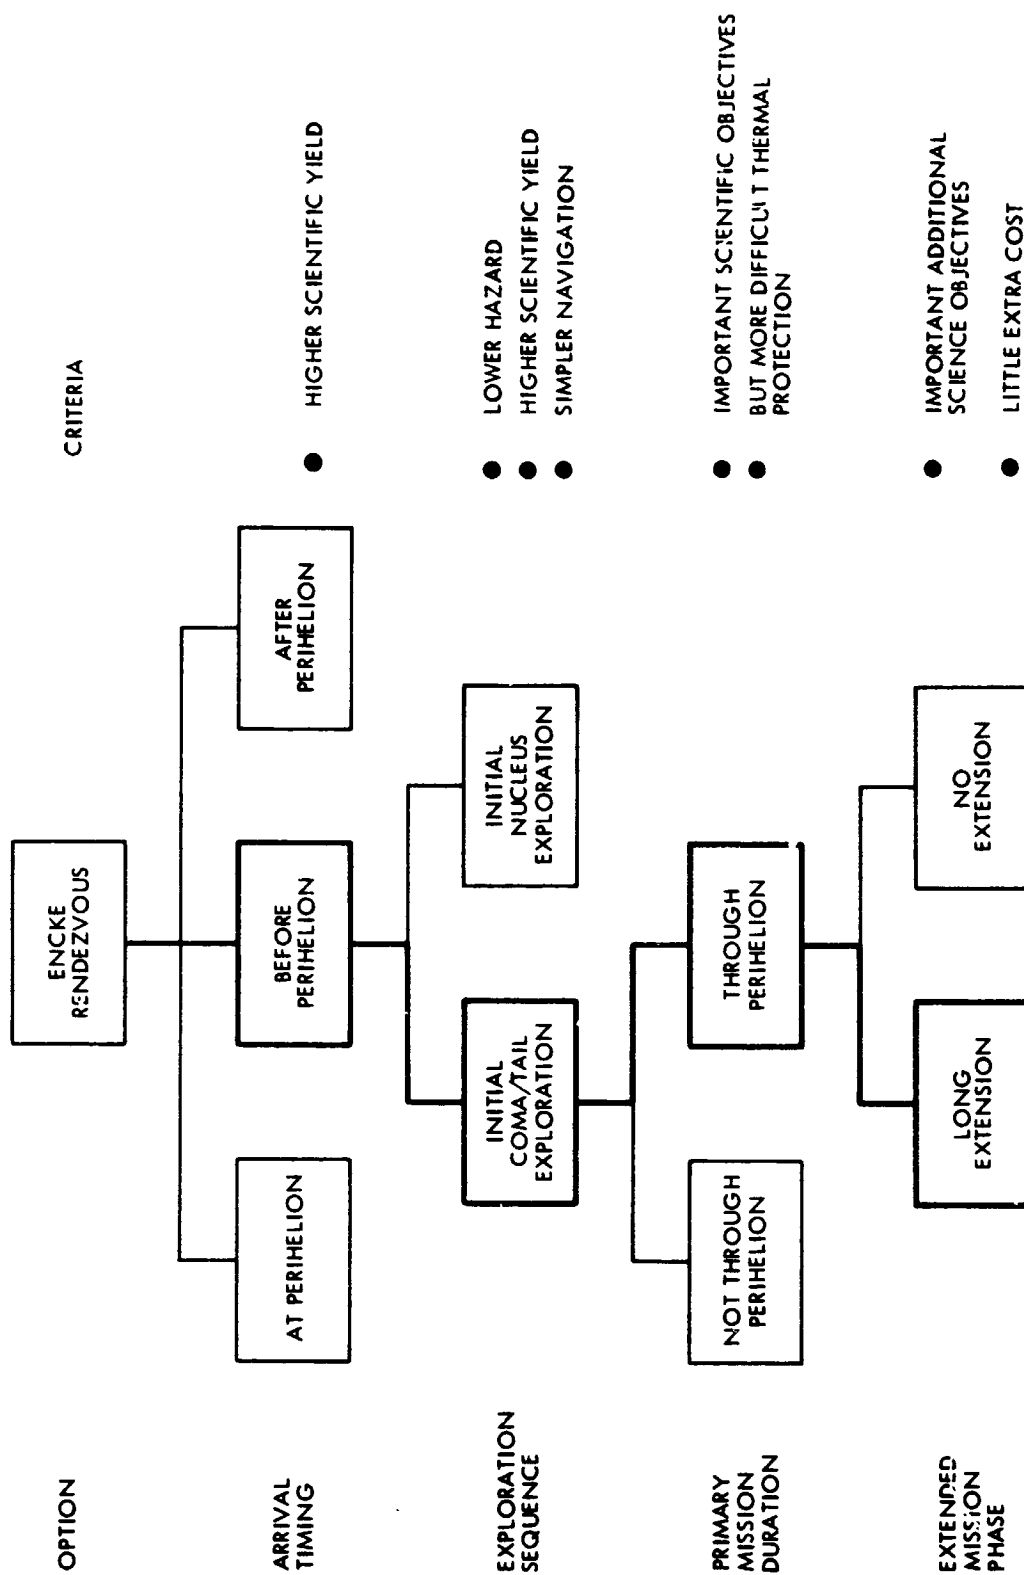 OPTION
CRITERIA
ENCKE
RENDEZVOUS
ARRIVAL
TIMING
AT PERIHELION
BEFORE
PERIHELION
AFTER
PERIHELION
HIGHER SCIENTIFIC YIELD
EXPLORATION
SEQUENCE
INITIAL
COMA/TAIL
EXPLORATION
INITIAL
NUCLEUS
EXPLORATION
LOWER HAZARD
HIGHER SCIENTIFIC YIELD
SIMPLER NAVIGATION
PRIMARY
MISSION
DURATION
NOT THROUGH
PERIHELION
THROUGH
PERIHELION
IMPORTANT SCIENTIFIC OBJECTIVES
BUT MORE DIFFICULT THERMAL
PROTECTION
EXTENDED
MISSION
PHASE
LONG
EXTENSION
NO
EXTENSION
IMPORTANT ADDITIONAL
SCIENCE OBJECTIVES
LITTLE EXTRA COST